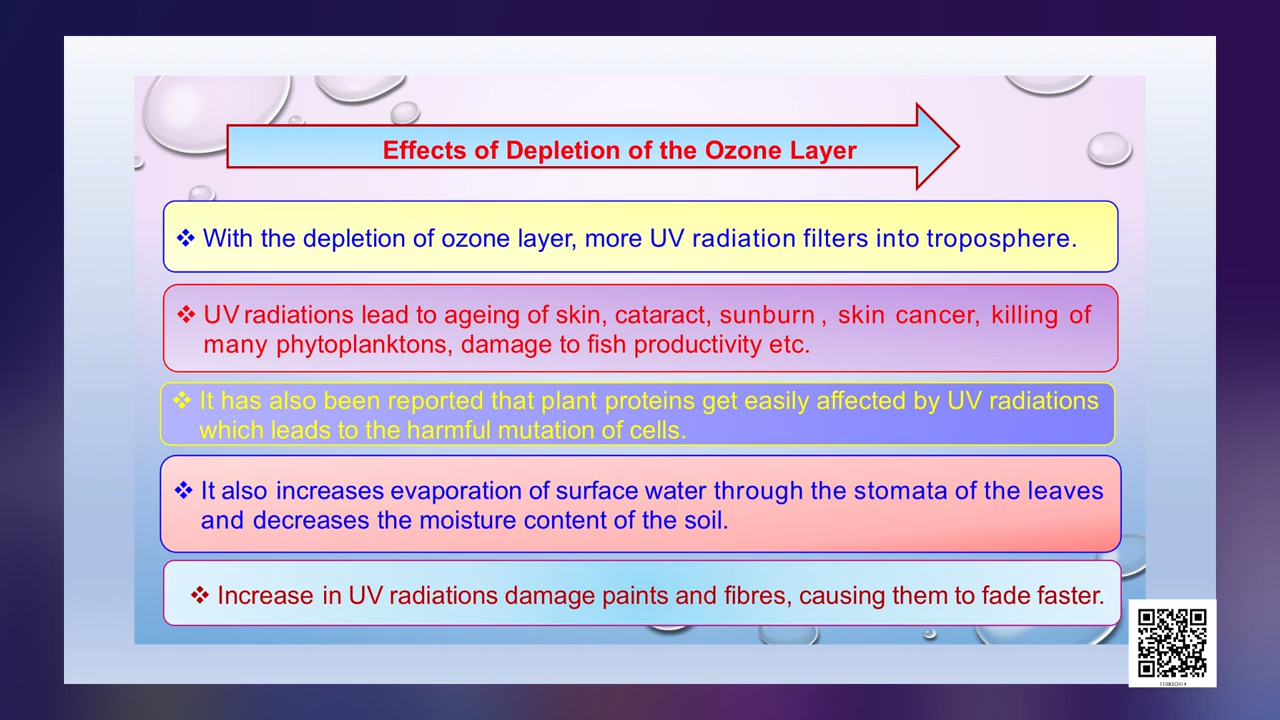 Effects of Depletion of the Ozone Layer
❖ With the depletion of ozone layer, more UV radiation filters into troposphere.
❖ UV radiations lead to ageing of skin, cataract, sunburn , skin cancer, killing of
many phytoplanktons, damage to fish productivity etc.
❖ It has also been reported that plant proteins get easily affected by UV radiations
which leads to the harmful mutation of cells.
❖ It also increases evaporation of surface water through the stomata of the leaves
and decreases the moisture content of the soil.
❖ Increase in UV radiations damage paints and fibres, causing them to fade faster.
11083CH14